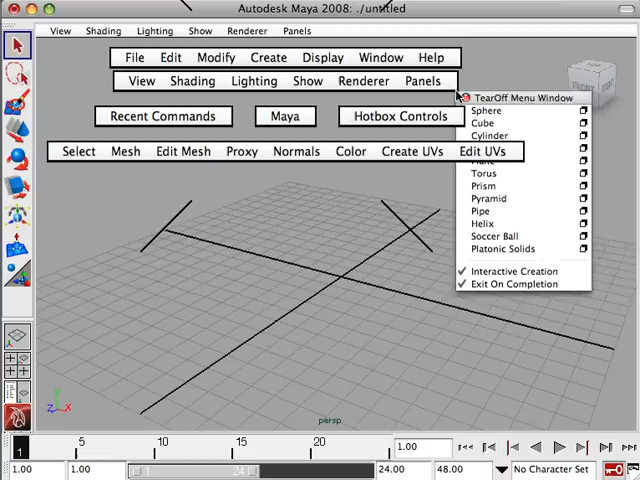 Autodesk Maya 2008: ./untitled
View Shading Lighting Show Renderer Panels
File Edit Modify Create Display Window Help
View Shading Lighting Show Renderer Panels
Recent Commands Maya Hotbox Controls
Select Mesh Edit Mesh Proxy Normals Color Create UVs Edit UVs
TearOff Menu Window
Sphere
Cube
Cylinder
Plane
Torus
Prism
Pyramid
Pipe
Helix
Soccer Ball
Platonic Solids
Interactive Creation
Exit On Completion
Y
Z X
persp
1 5 10 15 20 1.00
1.00 1.00 1 24 24.00 48.00 No Character Set